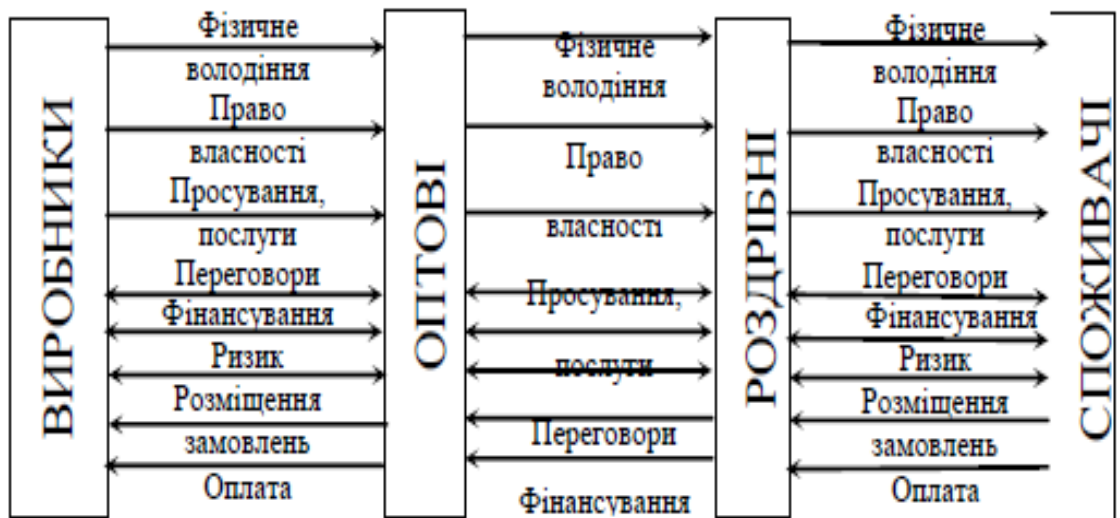 ВИРОБНИКИ
Фізичне
володіння
Право
власності
Просування,
послуги
Переговори
Фінансування
Ризик
Розміщення
замовлень
Оплата
ОПТОВІ
Фізичне
володіння
Право
власності
Просування,
послуги
Переговори
Фінансування
РОЗДРІБНІ
Фізичне
володіння
Право
власності
Просування,
послуги
Переговори
Фінансування
Ризик
Розміщення
замовлень
Оплата
СПОЖИВАЧІ